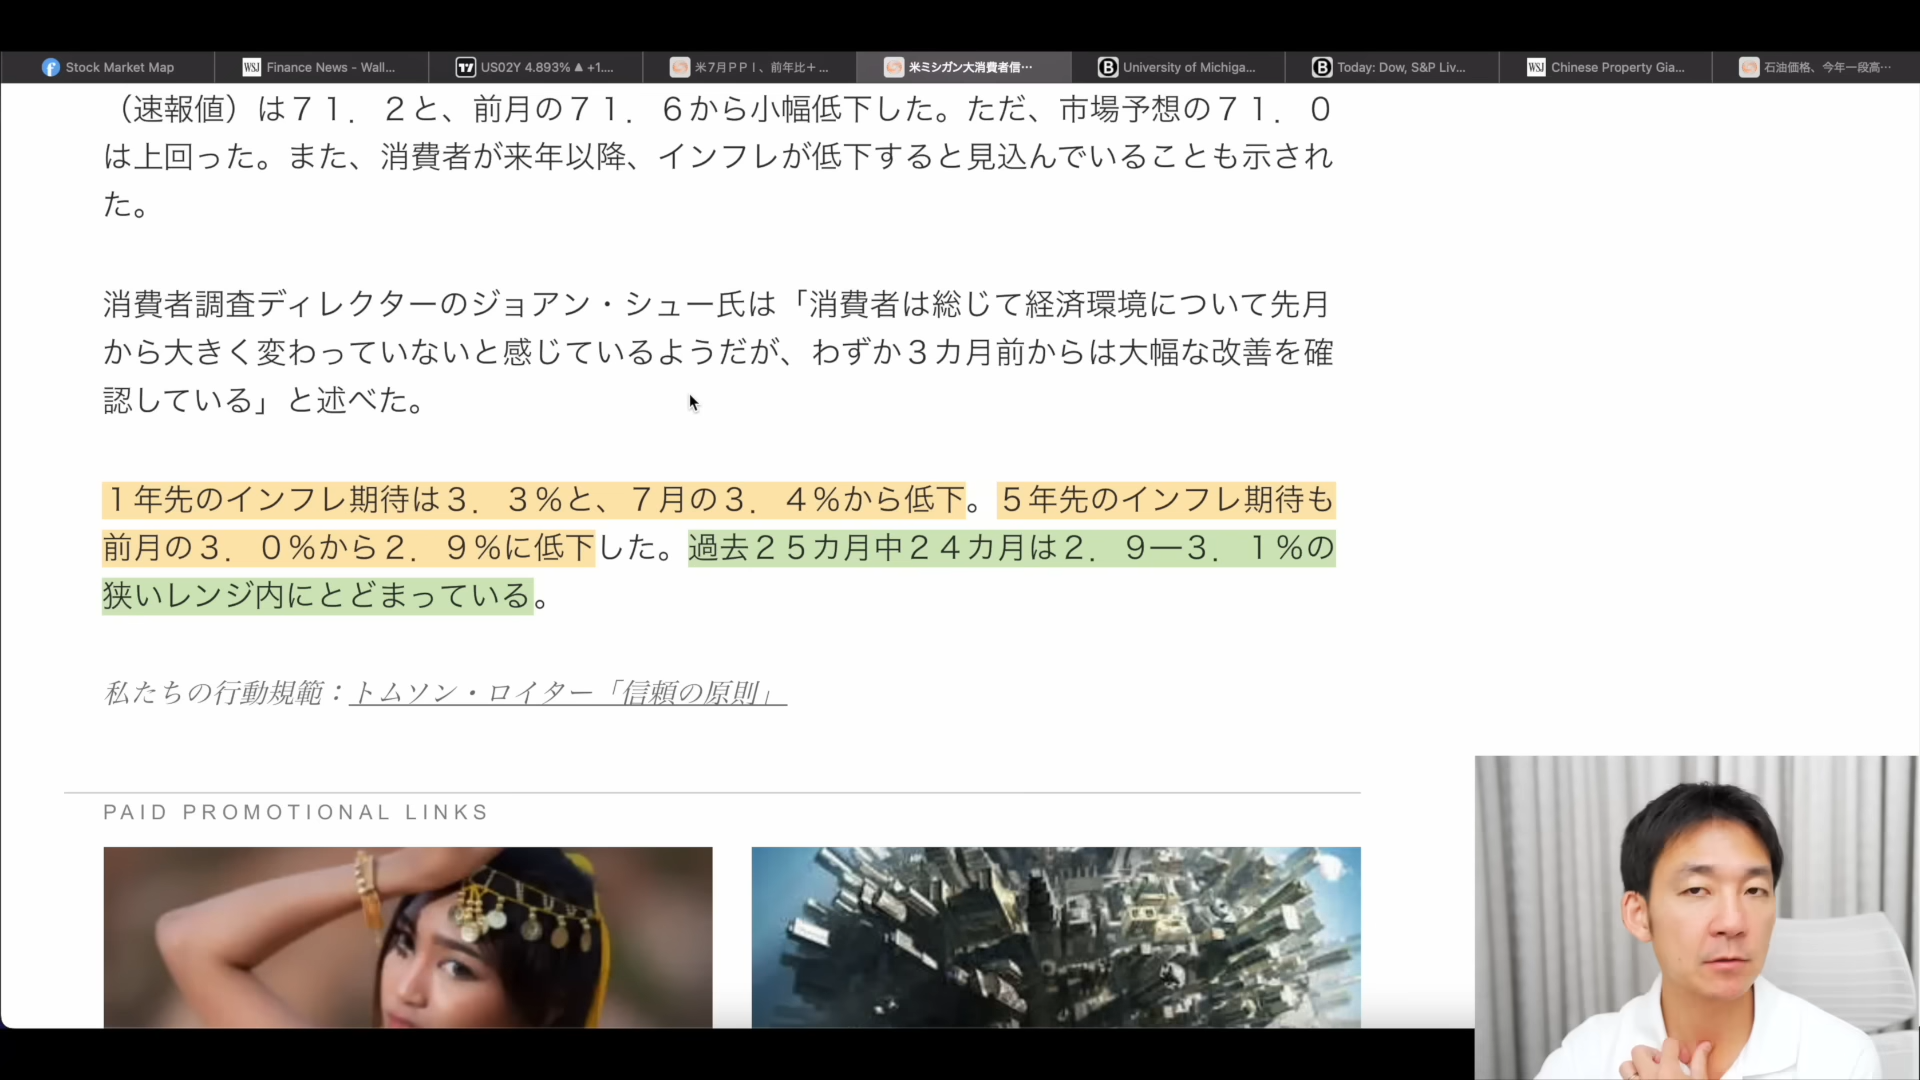 Stock Market Map
WSJ Finance News - Wall...
US02Y 4.893% ▲ +1....
米7月ＰＰＩ、前年比＋...
米ミシガン大消費者信…
B University of Michiga...
B Today: Dow, S&P Liv...
WSJ Chinese Property Gia...
石油価格、今年一段高…
（速報値）は７１．２と、前月の７１．６から小幅低下した。ただ、市場予想の７１．０
は上回った。また、消費者が来年以降、インフレが低下すると見込んでいることも示され
た。
消費者調査ディレクターのジョアン・シュー氏は「消費者は総じて経済環境について先月
から大きく変わっていないと感じているようだが、わずか３カ月前からは大幅な改善を確
認している」と述べた。
１年先のインフレ期待は３．３％と、７月の３．４％から低下。５年先のインフレ期待も
前月の３．０％から２．９％に低下した。過去２５カ月中２４カ月は２．９―３．１％の
狭いレンジ内にとどまっている。
私たちの行動規範：トムソン・ロイター「信頼の原則」
PAID PROMOTIONAL LINKS